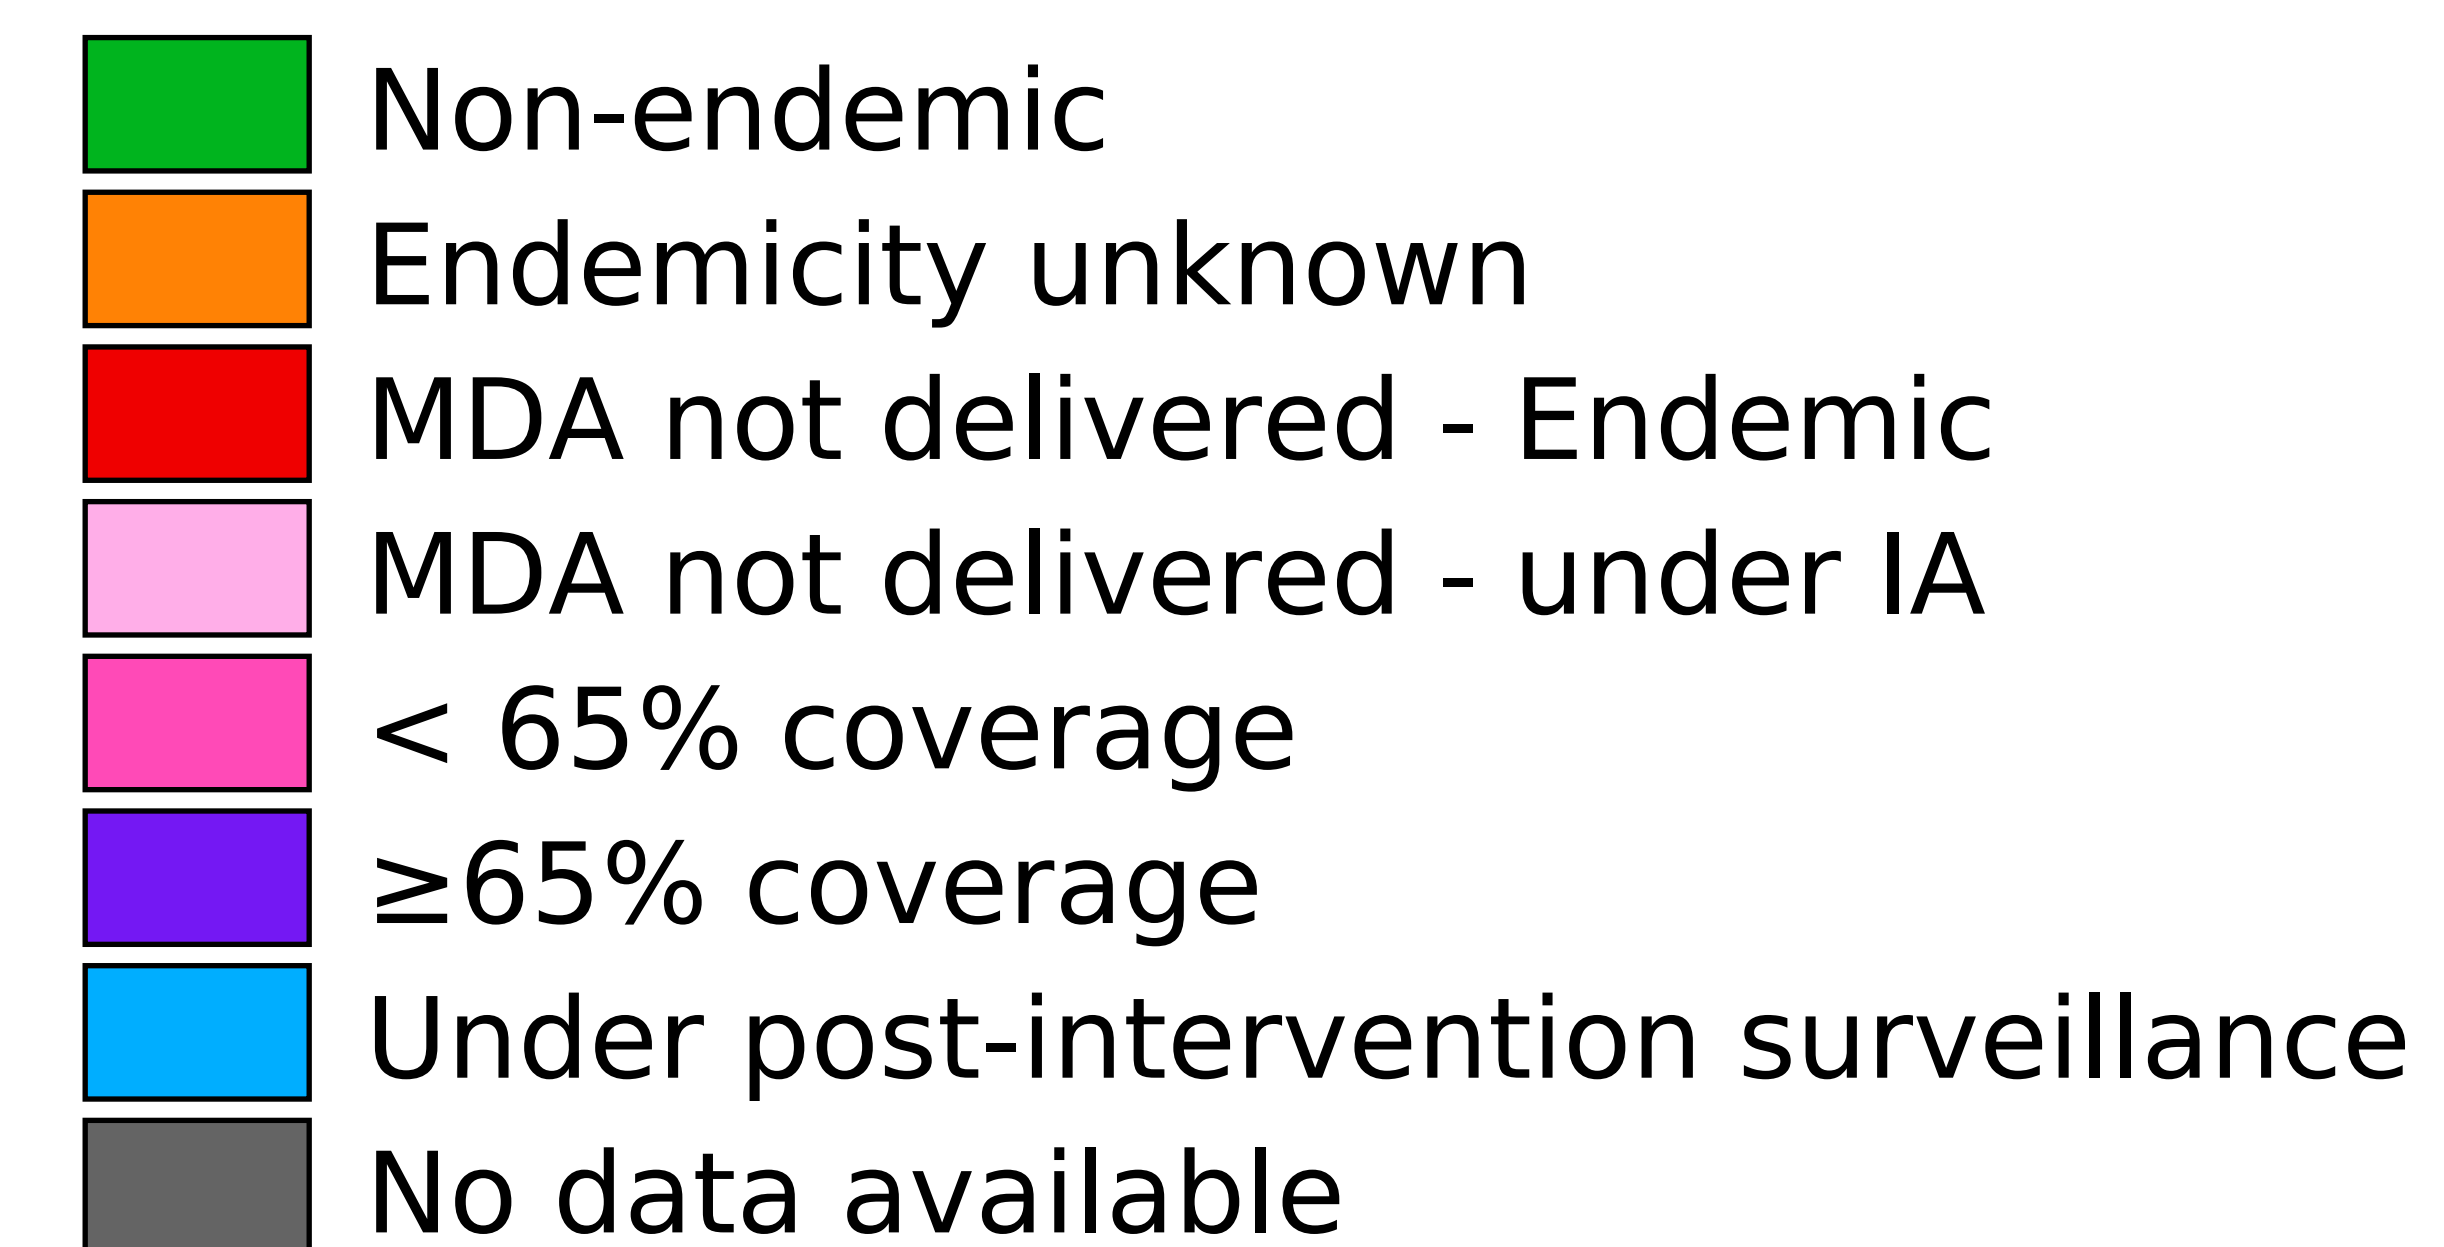 Non-endemic
Endemicity unknown
MDA not delivered - Endemic
MDA not delivered - under IA
< 65% coverage
≥65% coverage
Under post-intervention surveillance
No data available